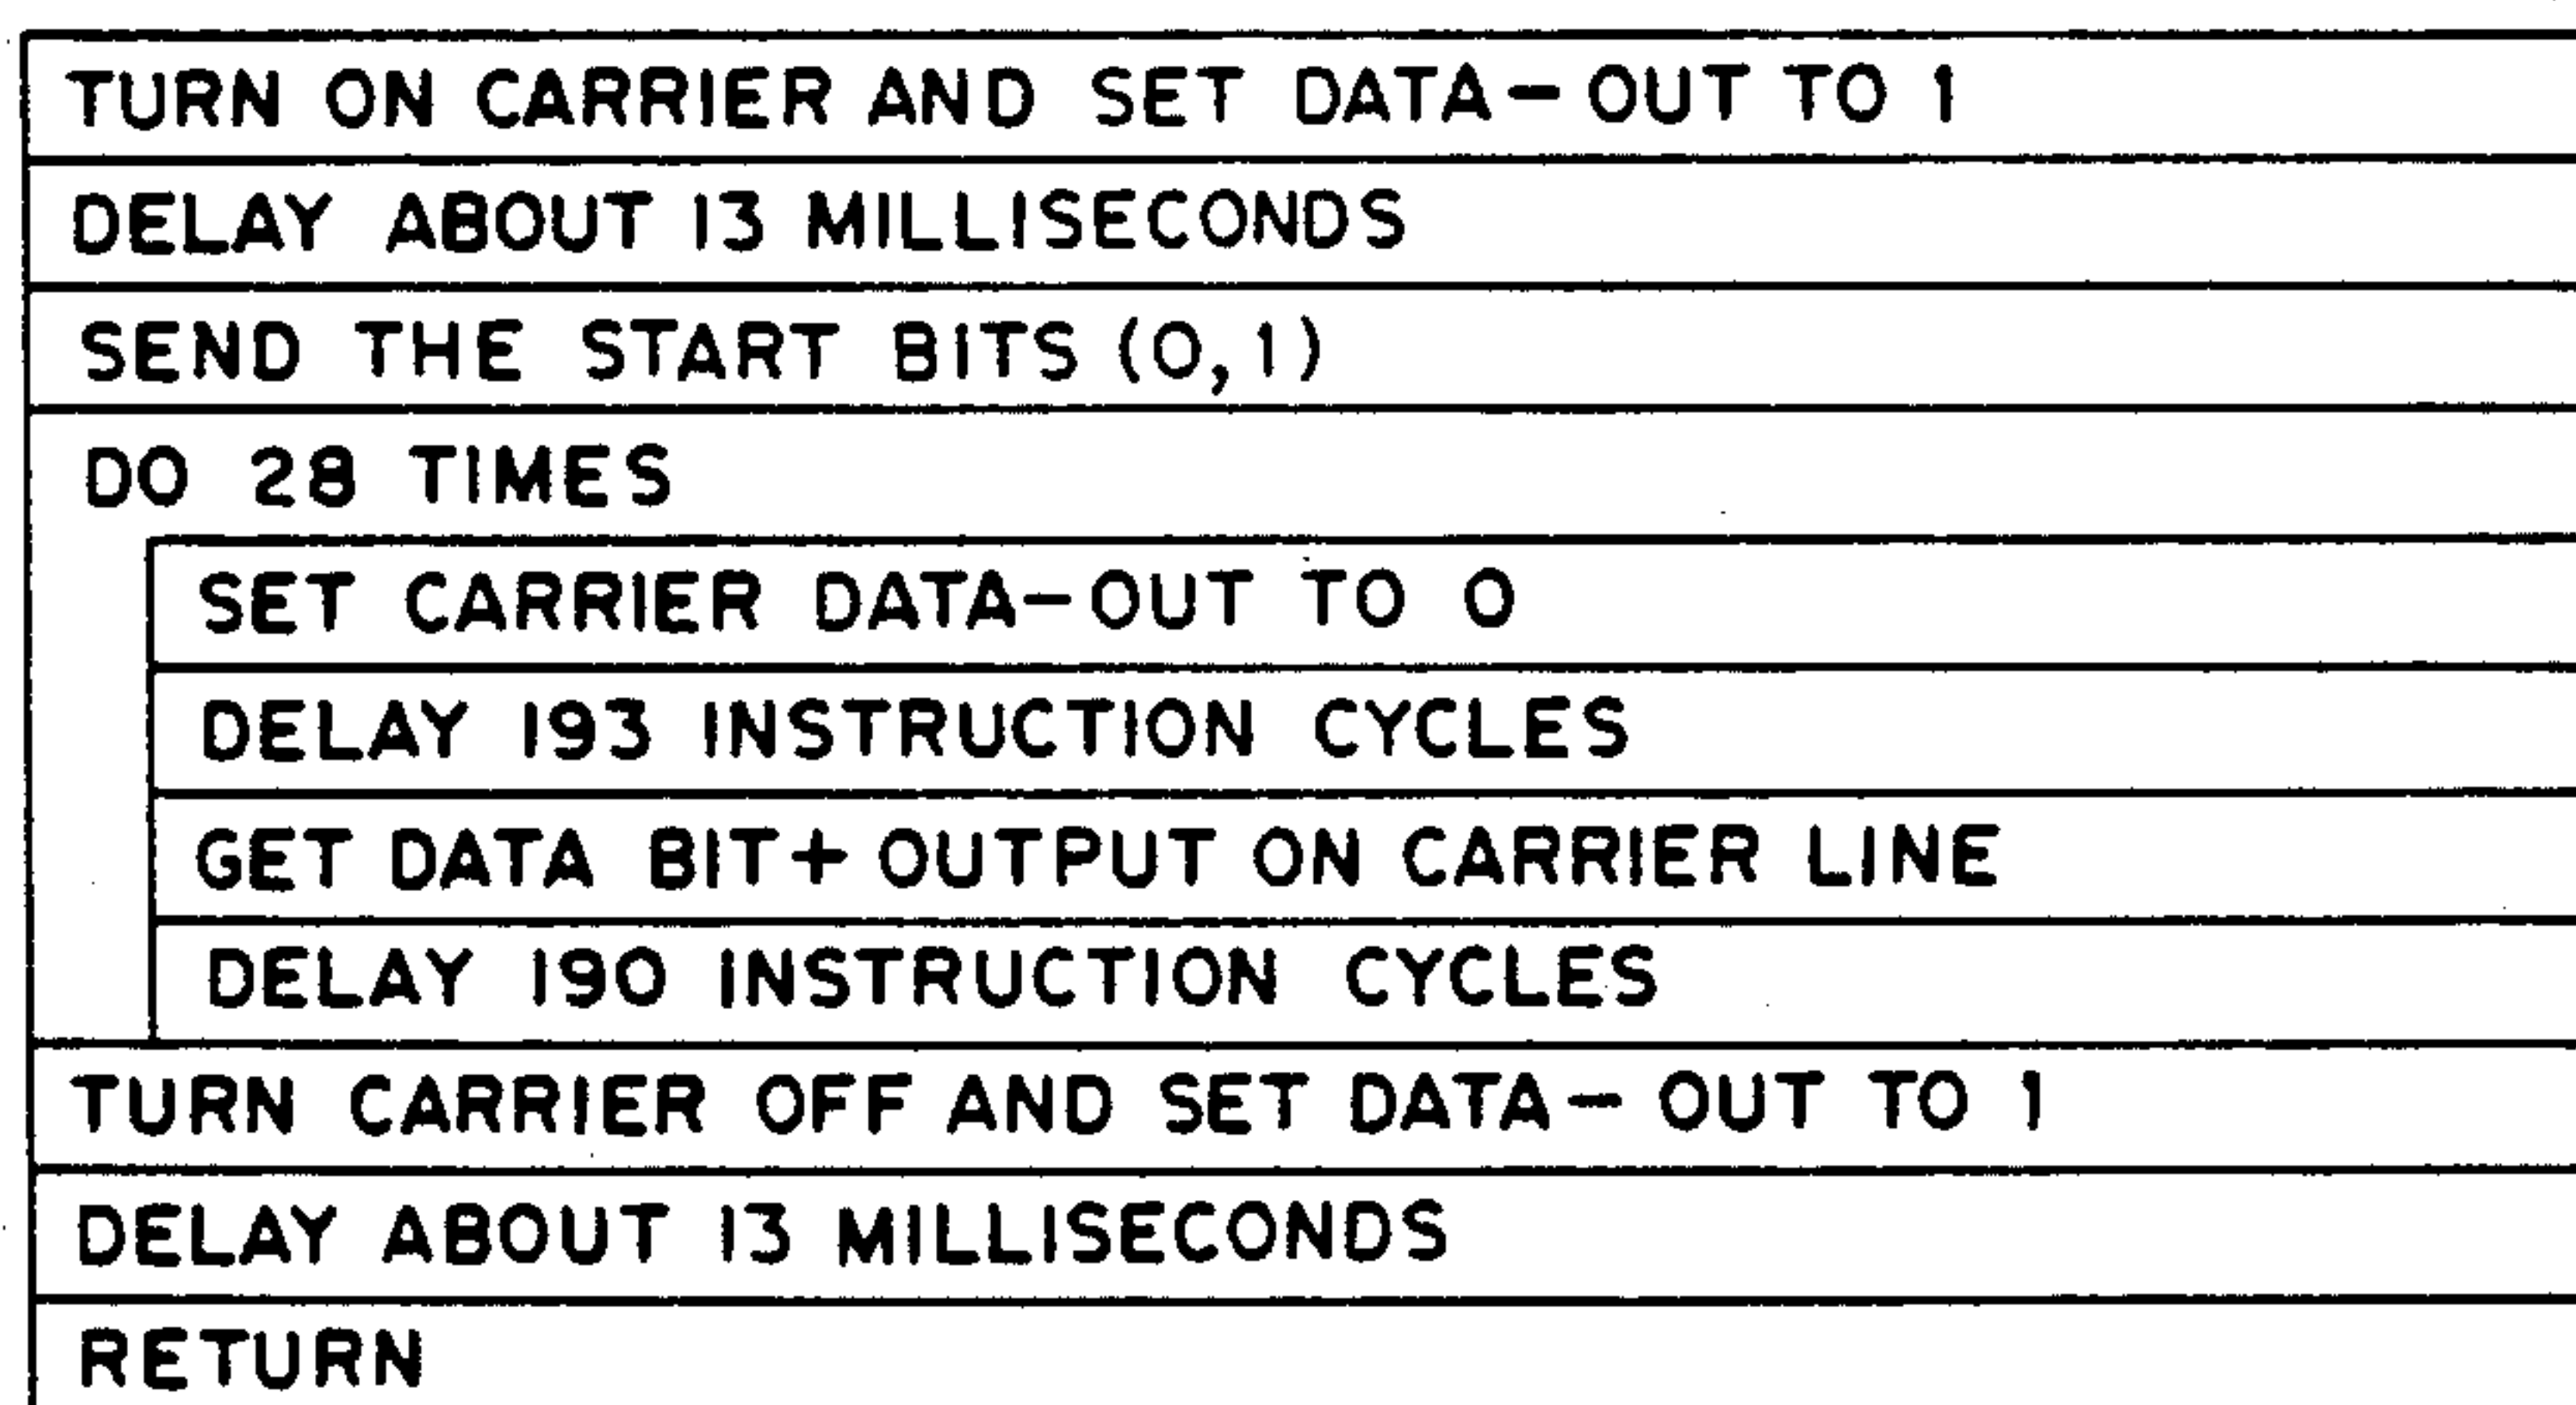 TURN ON CARRIER AND SET DATA-OUT TO 1
DELAY ABOUT 13 MILLISECONDS
SEND THE START BITS (0,1)
DO 28 TIMES
SET CARRIER DATA-OUT TO 0
DELAY 193 INSTRUCTION CYCLES
GET DATA BIT+ OUTPUT ON CARRIER LINE
DELAY 190 INSTRUCTION CYCLES
TURN CARRIER OFF AND SET DATA- OUT TO 1
DELAY ABOUT 13 MILLISECONDS
RETURN